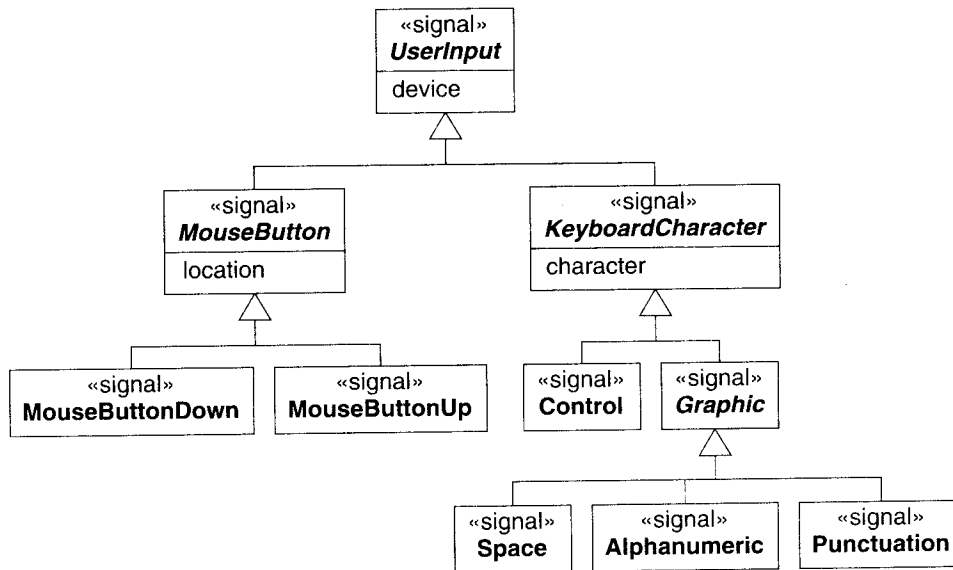 «signal»
UserInput
device
«signal»
MouseButton
location
«signal»
KeyboardCharacter
character
«signal»
MouseButtonDown
«signal»
MouseButtonUp
«signal»
Control
«signal»
Graphic
«signal»
Space
«signal»
Alphanumeric
«signal»
Punctuation